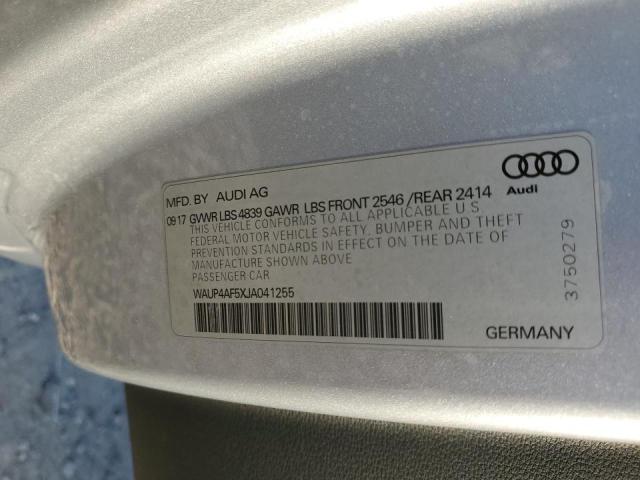 MFD. BY AUDI AG
09 17 GVWR LBS 4839 GAWR LBS FRONT 2546 / REAR 2414
THIS VEHICLE CONFORMS TO ALL APPLICABLE U S
FEDERAL MOTOR VEHICLE SAFETY, BUMPER AND THEFT
PREVENTION STANDARDS IN EFFECT ON THE DATE OF
MANUFACTURE SHOWN ABOVE
PASSENGER CAR
WAUP4AF5XJA041255
Audi
3750279
GERMANY